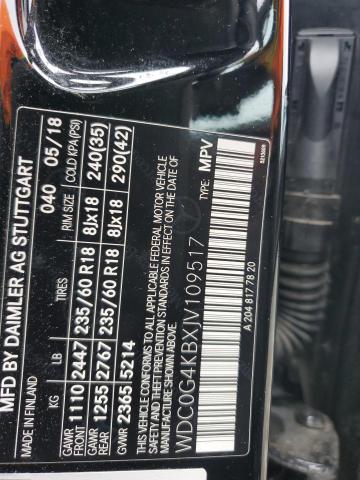 MFD BY DAIMLER AG STUTTGART
MADE IN FINLAND 040 05/18
KG LB TIRES RIM SIZE COLD KPA (PSI)
GAWR FRONT 1110 2447 235/60 R18 8Jx18 240(35)
GAWR REAR 1255 2767 235/60 R18 8Jx18 290(42)
GVWR 2365 5214
THIS VEHICLE CONFORMS TO ALL APPLICABLE FEDERAL MOTOR VEHICLE
SAFETY AND THEFT PREVENTION STANDARDS IN EFFECT ON THE DATE OF
MANUFACTURE SHOWN ABOVE.
WDC0G4KBXJV109517 MPV
A 204 817 78 20